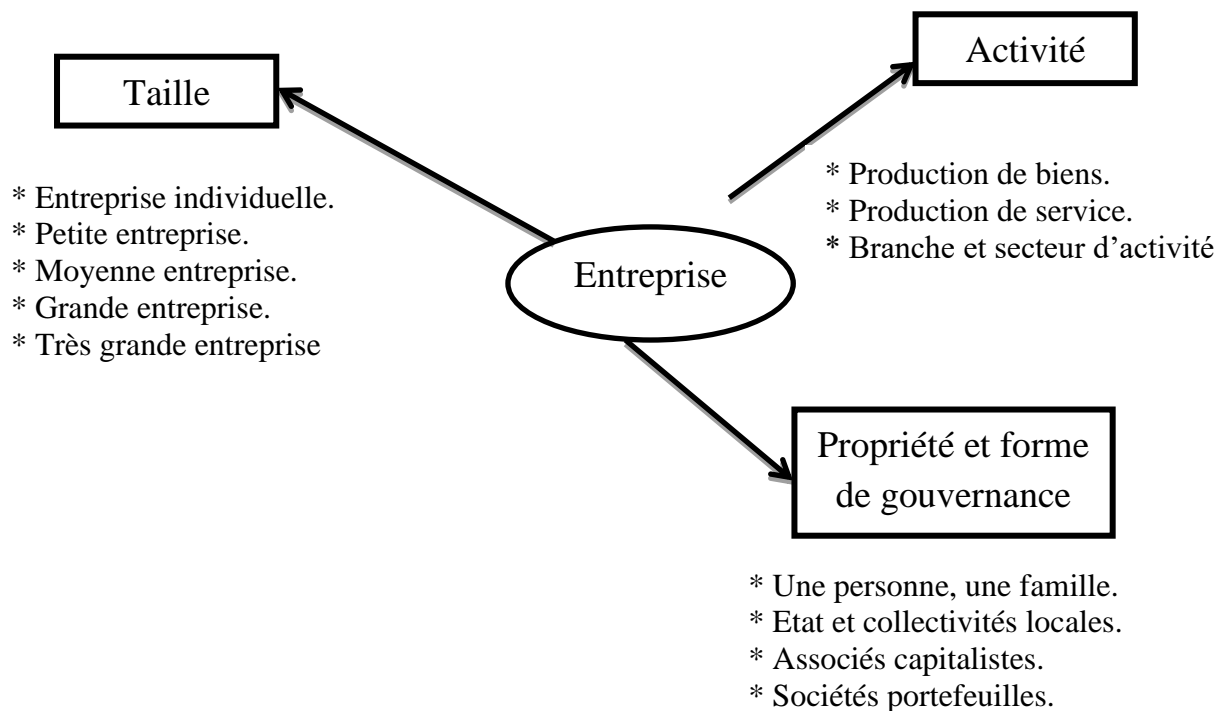 Taille
* Entreprise individuelle.
* Petite entreprise.
* Moyenne entreprise.
* Grande entreprise.
* Très grande entreprise
Activité
* Production de biens.
* Production de service.
* Branche et secteur d’activité
Entreprise
Propriété et forme
de gouvernance
* Une personne, une famille.
* Etat et collectivités locales.
* Associés capitalistes.
* Sociétés portefeuilles.